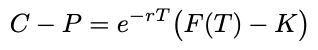 C − P = e^{−rT}(F(T) − K)